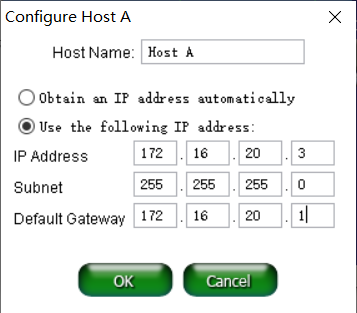 Configure Host A
Host Name: Host A
Obtain an IP address automatically
Use the following IP address:
IP Address 172 . 16 . 20 . 3
Subnet 255 . 255 . 255 . 0
Default Gateway 172 . 16 . 20 . 1
OK Cancel